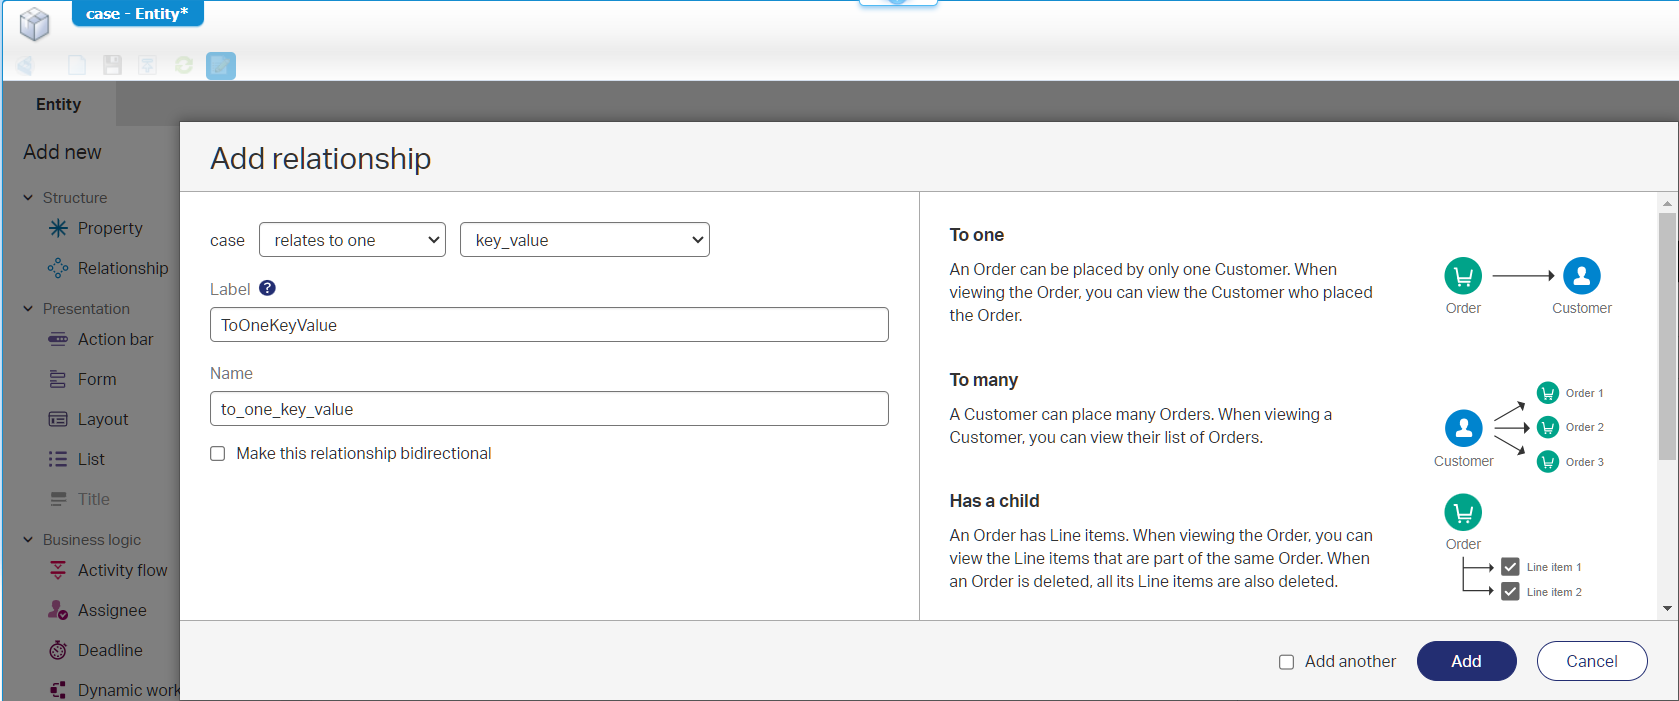 case - Entity*
Entity
Add new
Structure
Property
Relationship
Presentation
Action bar
Form
Layout
List
Title
Business logic
Activity flow
Assignee
Deadline
Dynamic work
Add relationship
case relates to one key_value
Label ?
ToOneKeyValue
Name
to_one_key_value
Make this relationship bidirectional
To one
An Order can be placed by only one Customer. When
viewing the Order, you can view the Customer who placed
the Order.
Order Customer
To many
A Customer can place many Orders. When viewing a
Customer, you can view their list of Orders.
Customer
Order 1
Order 2
Order 3
Has a child
An Order has Line items. When viewing the Order, you can
view the Line items that are part of the same Order. When
an Order is deleted, all its Line items are also deleted.
Order
Line item 1
Line item 2
Add another Add Cancel